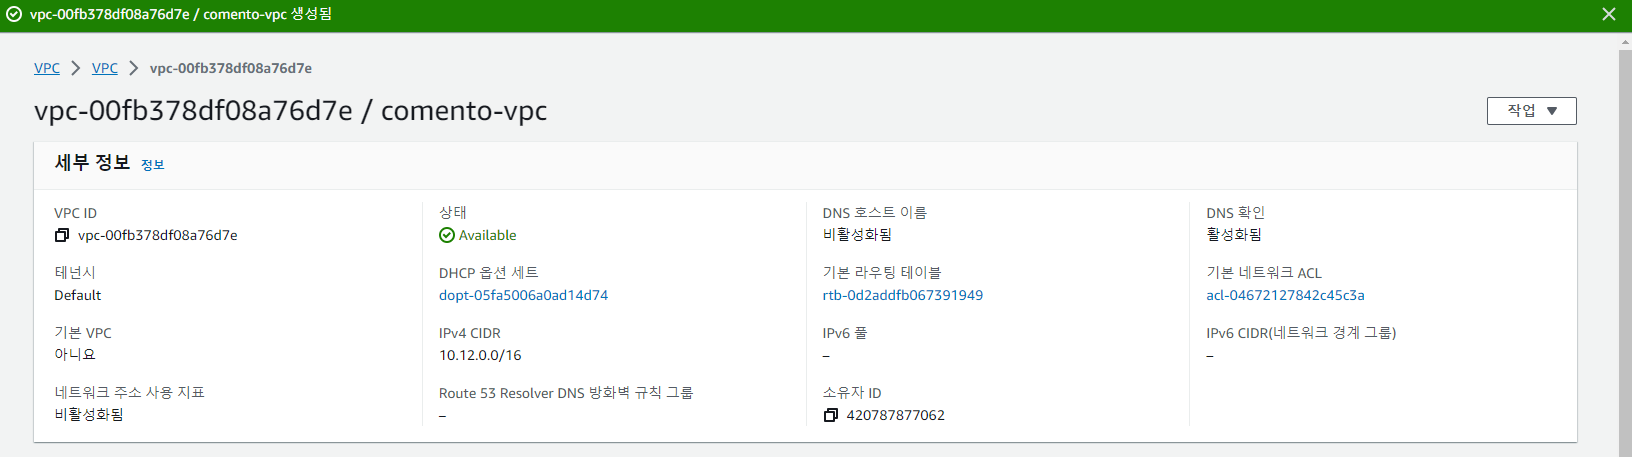 vpc-00fb378df08a76d7e / comento-vpc 생성됨
VPC > VPC > vpc-00fb378df08a76d7e
vpc-00fb378df08a76d7e / comento-vpc
작업
세부 정보 정보
VPC ID
vpc-00fb378df08a76d7e
상태
Available
DNS 호스트 이름
비활성화됨
DNS 확인
활성화됨
테넌시
Default
DHCP 옵션 세트
dopt-05fa5006a0ad14d74
기본 라우팅 테이블
rtb-0d2addfb067391949
기본 네트워크 ACL
acl-04672127842c45c3a
기본 VPC
아니요
IPv4 CIDR
10.12.0.0/16
IPv6 풀
–
IPv6 CIDR(네트워크 경계 그룹)
–
네트워크 주소 사용 지표
비활성화됨
Route 53 Resolver DNS 방화벽 규칙 그룹
–
소유자 ID
420787877062